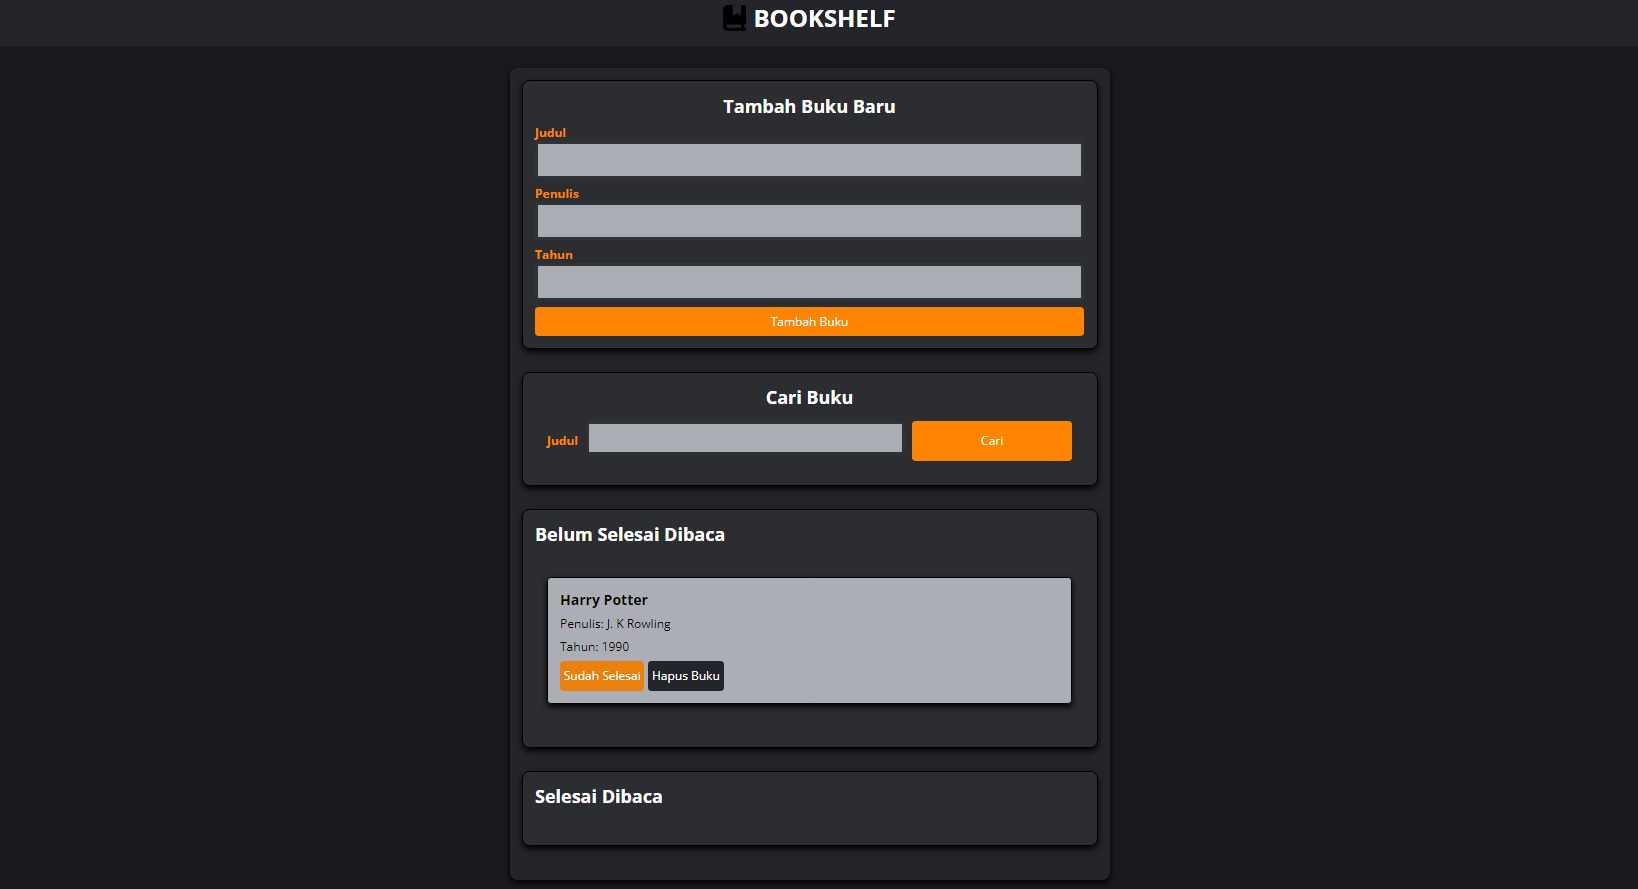 BOOKSHELF
Tambah Buku Baru
Judul
Penulis
Tahun
Tambah Buku
Cari Buku
Judul
Cari
Belum Selesai Dibaca
Harry Potter
Penulis: J. K Rowling
Tahun: 1990
Sudah Selesai Hapus Buku
Selesai Dibaca